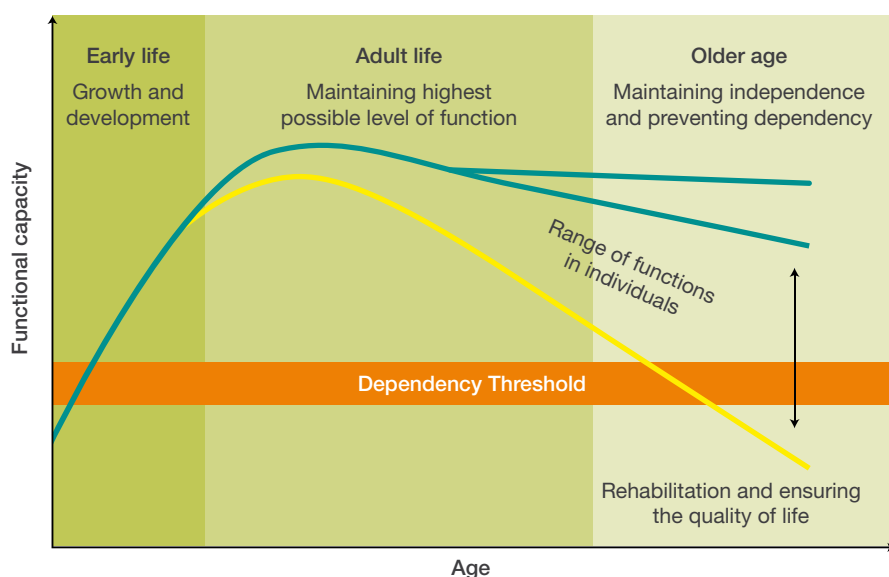 Early life
Growth and
development
Adult life
Maintaining highest
possible level of function
Older age
Maintaining independence
and preventing dependency
Functional capacity
Range of functions
in individuals
Dependency Threshold
Rehabilitation and ensuring
the quality of life
Age